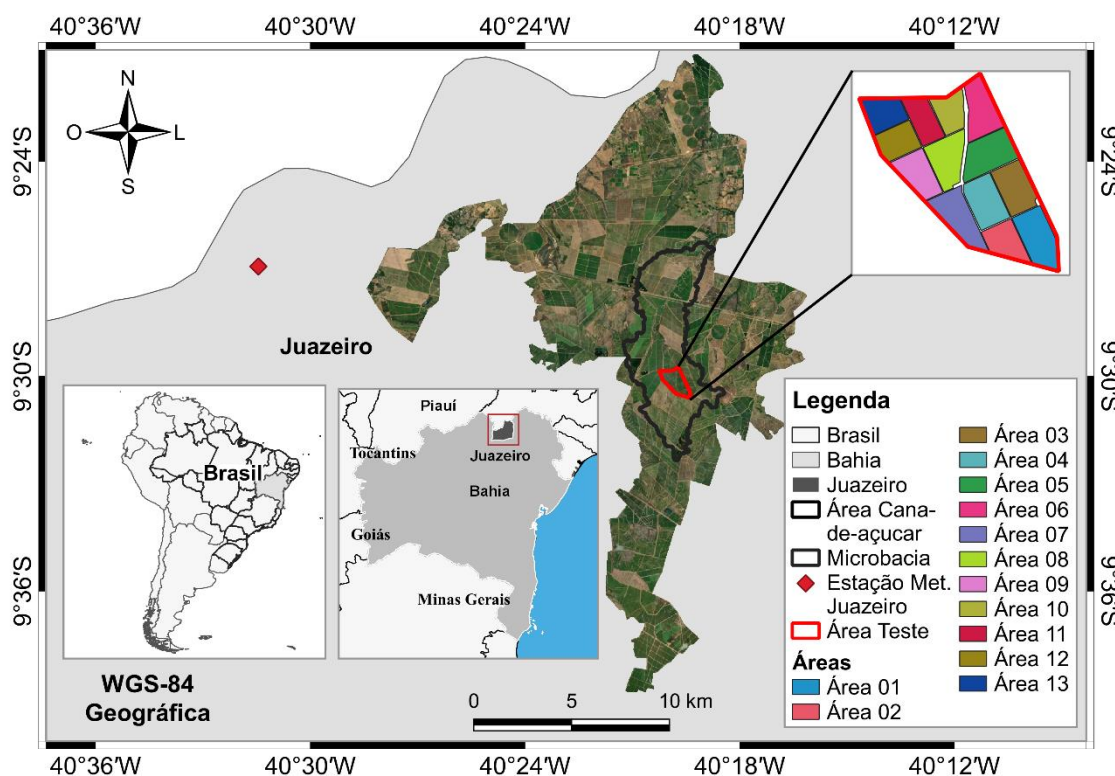 40°36′W 40°30′W 40°24′W 40°18′W 40°12′W
N
O L
S
9°24′S
9°24′S
Juazeiro
9°30′S
9°30′S
Brasil
Piauí
Tocantins
Juazeiro
Bahia
Goiás
Minas Gerais
Legenda
Brasil
Bahia
Juazeiro
Área Cana-
de-açucar
Microbacia
Estação Met.
Juazeiro
Área Teste
Áreas
Área 01
Área 02
Área 03
Área 04
Área 05
Área 06
Área 07
Área 08
Área 09
Área 10
Área 11
Área 12
Área 13
9°36′S
9°36′S
WGS-84
Geográfica
0 5 10 km
40°36′W 40°30′W 40°24′W 40°18′W 40°12′W